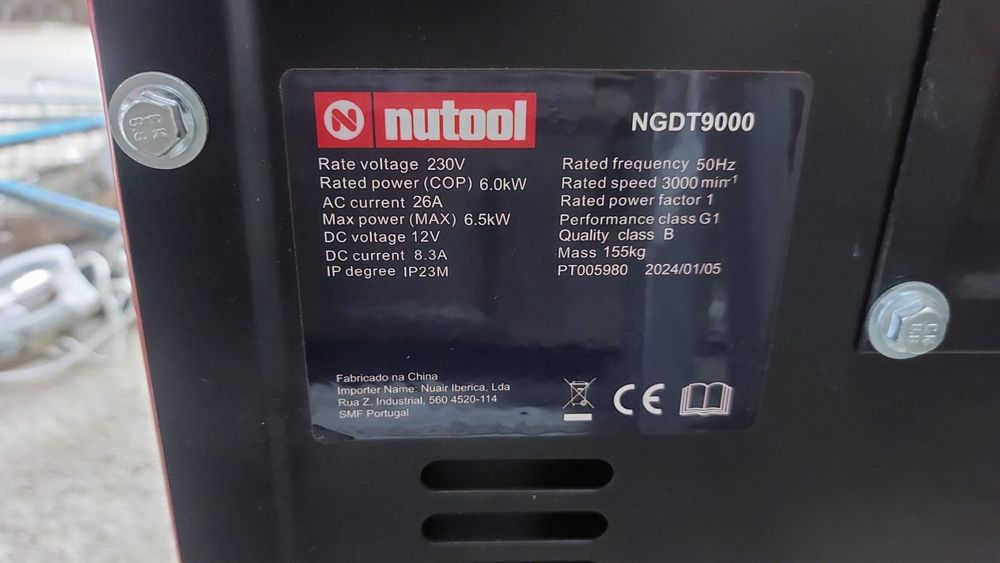 nutool
NGDT9000
Rate voltage 230V
Rated power (COP) 6.0kW
AC current 26A
Max power (MAX) 6.5kW
DC voltage 12V
DC current 8.3A
IP degree IP23M
Rated frequency 50Hz
Rated speed 3000 min-1
Rated power factor 1
Performance class G1
Quality class B
Mass 155kg
PT005980 2024/01/05
Fabricado na China
Importer Name: Nuair Iberica, Lda
Rua Z. Industrial, 560 4520-114
SMF Portugal
CE